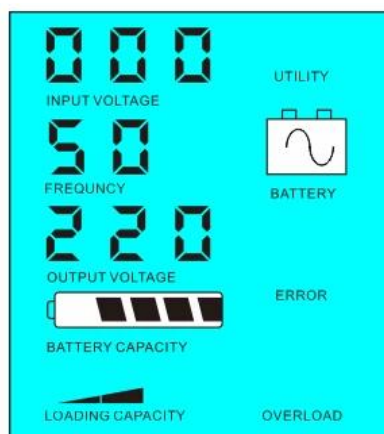 000
UTILITY
INPUT VOLTAGE
50
FREQUNCY
BATTERY
220
OUTPUT VOLTAGE
ERROR
BATTERY CAPACITY
LOADING CAPACITY
OVERLOAD